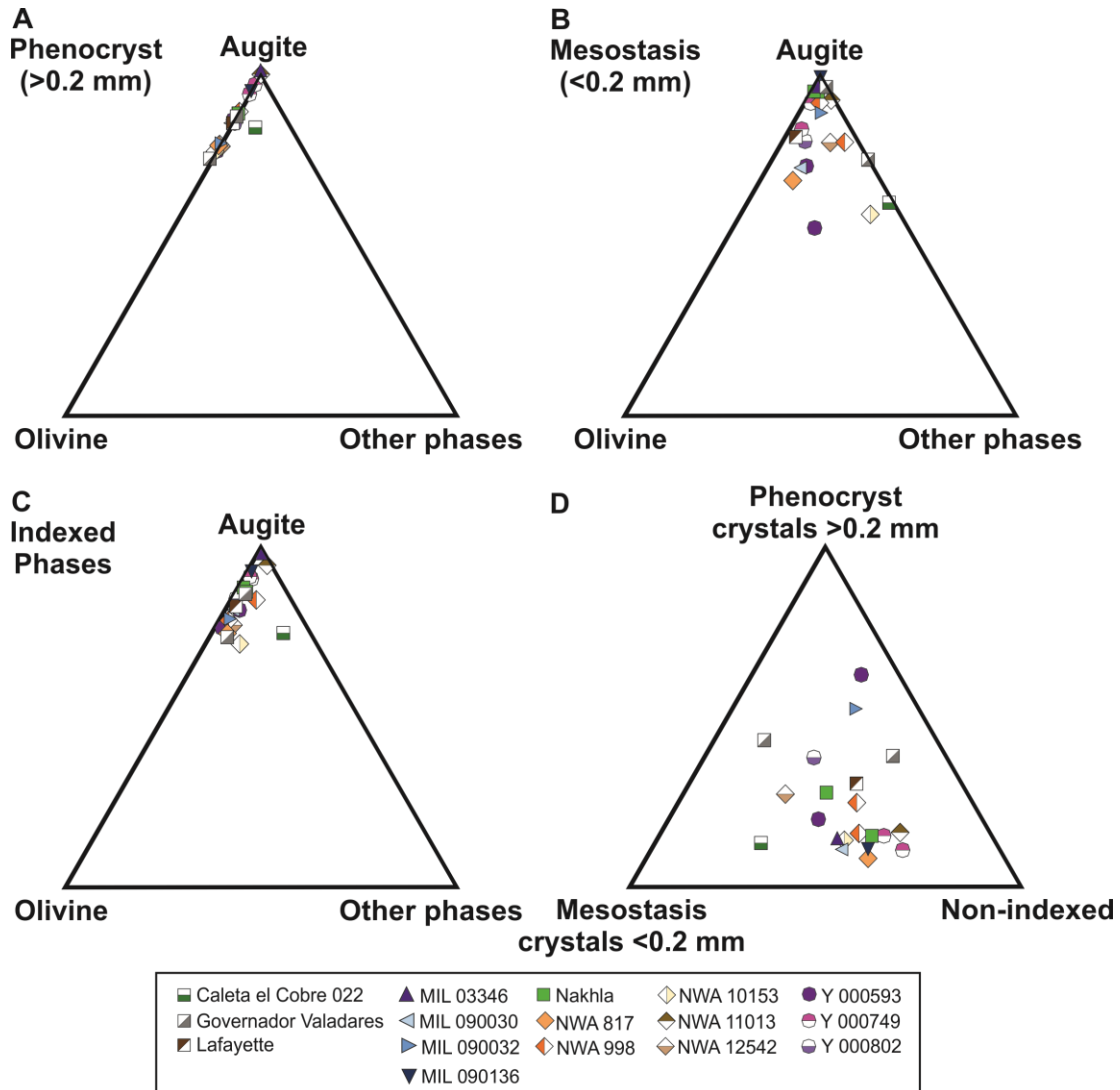 A
Phenocryst
(>0.2 mm)
Augite
Olivine
Other phases
B
Mesostasis
(<0.2 mm)
Augite
Olivine
Other phases
C
Indexed
Phases
Augite
Olivine
Other phases
D
Phenocryst
crystals >0.2 mm
Mesostasis
crystals <0.2 mm
Non-indexed
Caleta el Cobre 022
Governador Valadares
Lafayette
MIL 03346
MIL 090030
MIL 090032
MIL 090136
Nakhla
NWA 817
NWA 998
NWA 10153
NWA 11013
NWA 12542
Y 000593
Y 000749
Y 000802